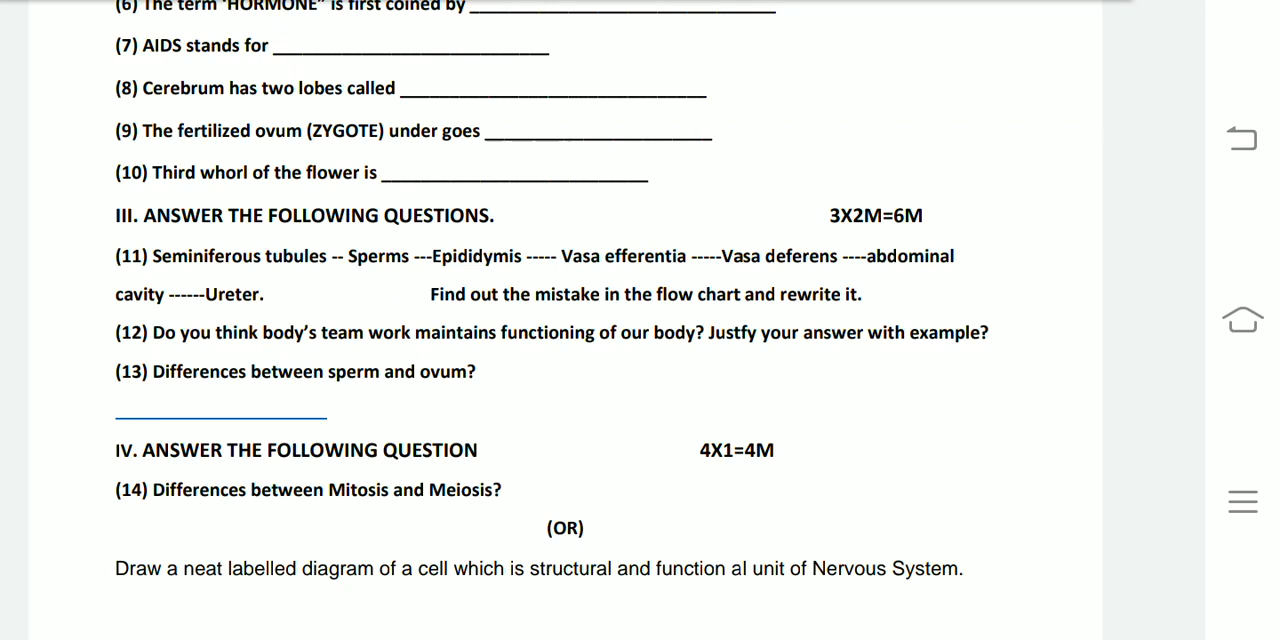 (6) The term 'HORMONE" is first coined by ____________________
(7) AIDS stands for ____________________
(8) Cerebrum has two lobes called ____________________
(9) The fertilized ovum (ZYGOTE) under goes ____________________
(10) Third whorl of the flower is ____________________
III. ANSWER THE FOLLOWING QUESTIONS. 3X2M=6M
(11) Seminiferous tubules -- Sperms ---Epididymis ----- Vasa efferentia -----Vasa deferens ----abdominal
cavity ------Ureter. Find out the mistake in the flow chart and rewrite it.
(12) Do you think body's team work maintains functioning of our body? Justfy your answer with example?
(13) Differences between sperm and ovum?
IV. ANSWER THE FOLLOWING QUESTION 4X1=4M
(14) Differences between Mitosis and Meiosis?
(OR)
Draw a neat labelled diagram of a cell which is structural and function al unit of Nervous System.